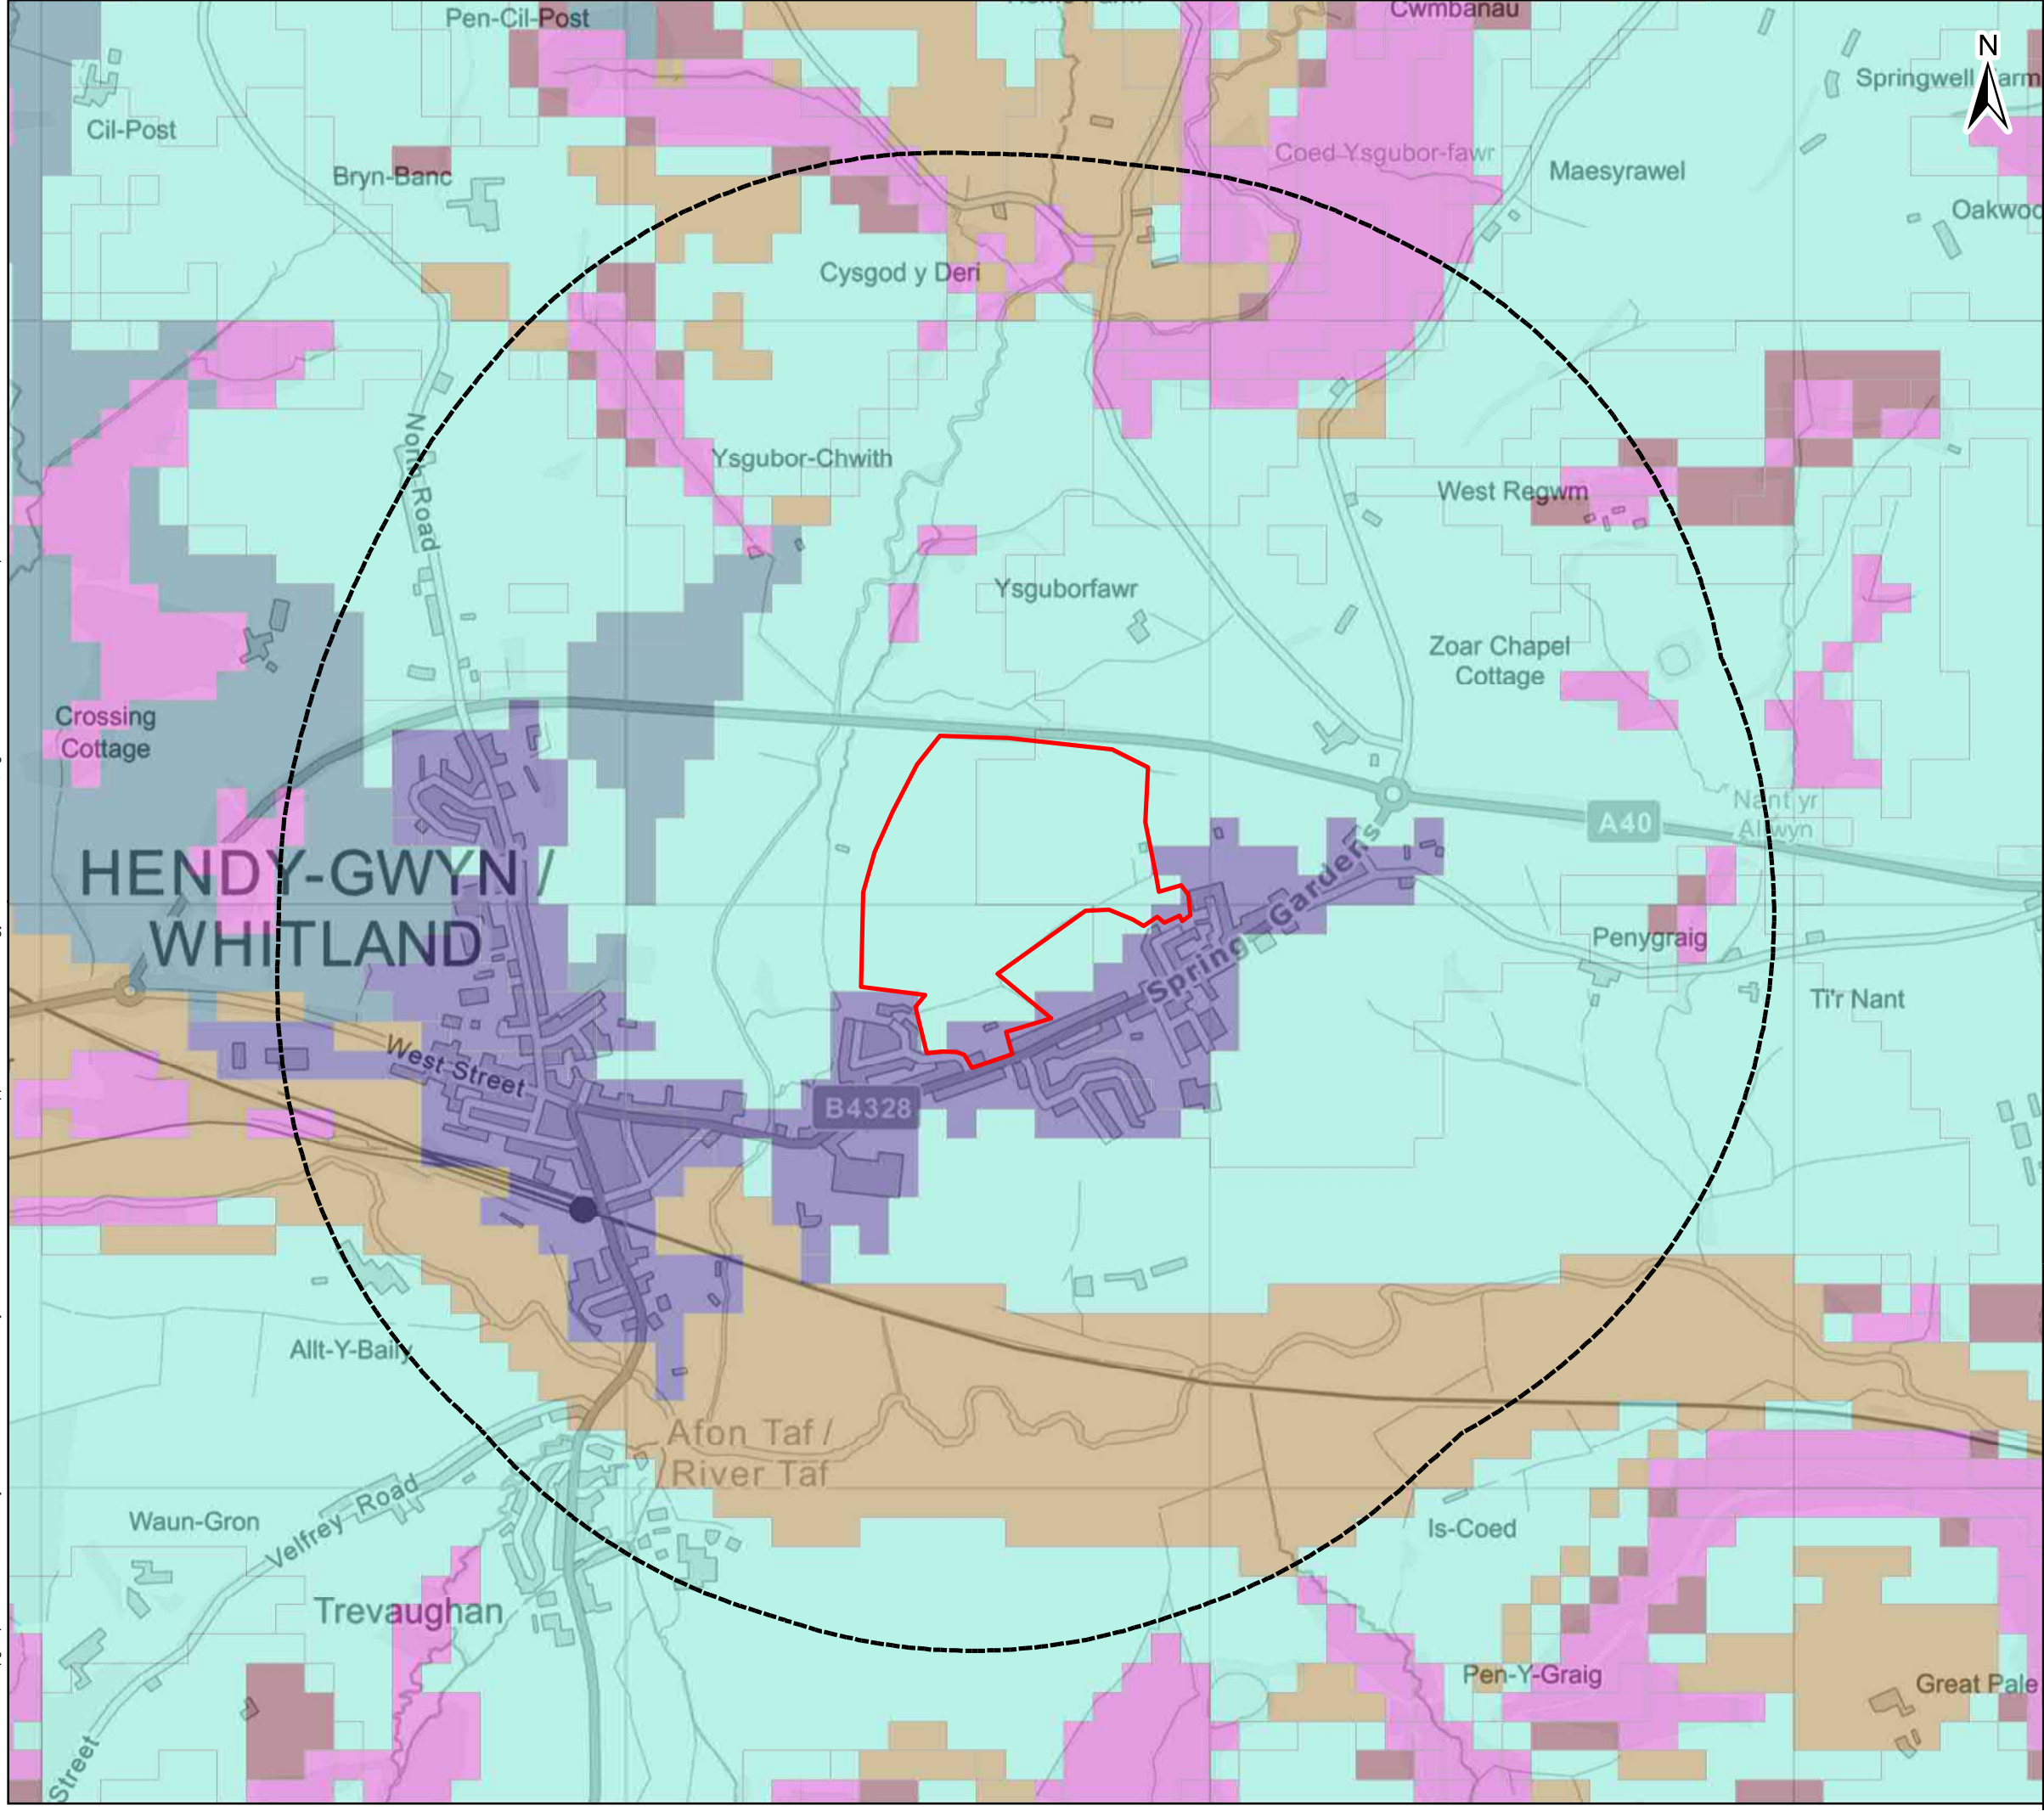 Pen-Cil-Post
Cwmbanau
N
Springwell
Cil-Post
Coed Ysgubor-fawr
Maesyrawel
Bryn-Banc
Cysgod y Deri
North Road
Ysgubor-Chwith
West Regwm
Ysguborfawr
Zoar Chapel
Cottage
Crossing
Cottage
Nant yr
A40
HENDY-GWYN /
WHITLAND
Spring Gardens
Penygraig
Ti'r Nant
West Street
B4328
Allt-Y-Baily
Afon Taf /
River Taf
Velfrey Road
Waun-Gron
Is-Coed
Trevaughan
Pen-Y-Graig
Great Pale
Street